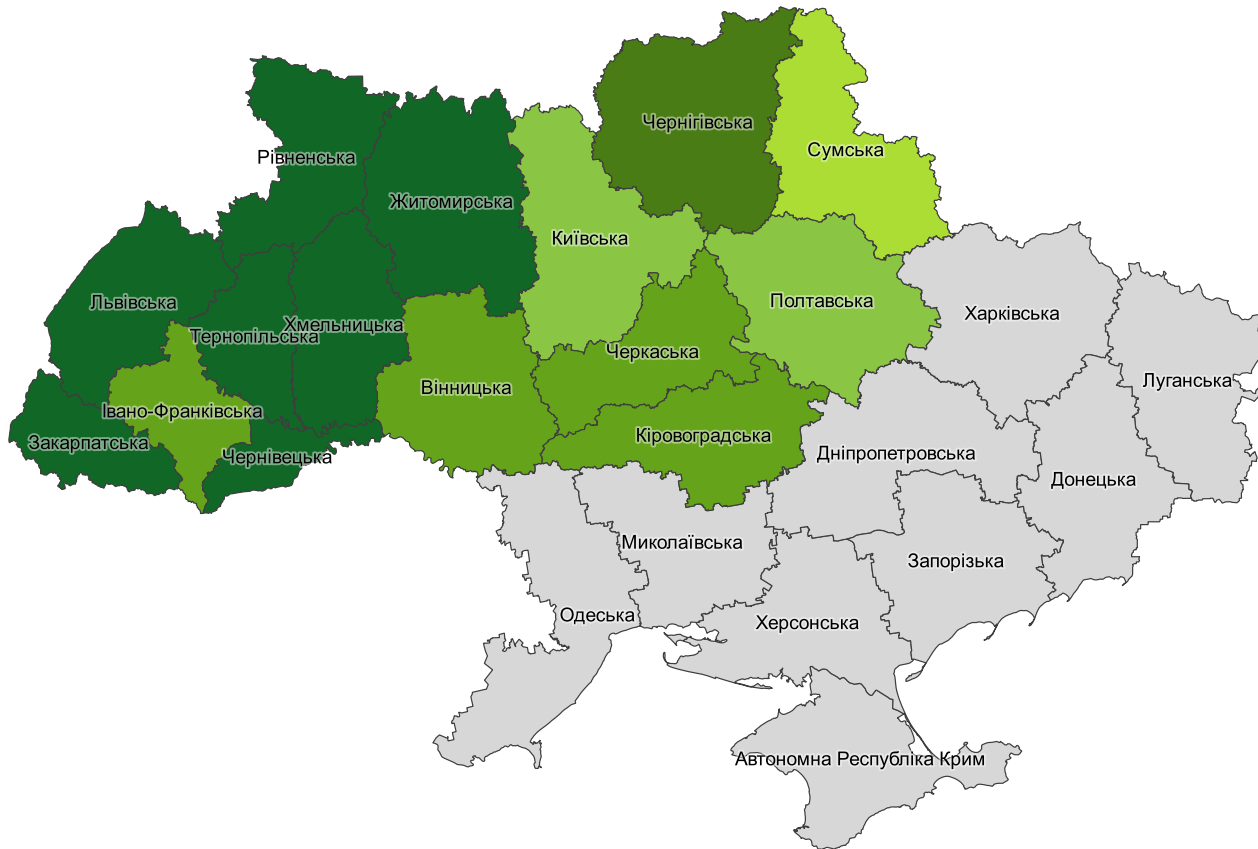 Чернігівська
Сумська
Рівненська
Житомирська
Київська
Львівська
Тернопільська
Хмельницька
Полтавська
Харківська
Черкаська
Луганська
Вінницька
Івано-Франківська
Закарпатська
Чернівецька
Кіровоградська
Дніпропетровська
Донецька
Миколаївська
Запорізька
Одеська
Херсонська
Автономна Республіка Крим